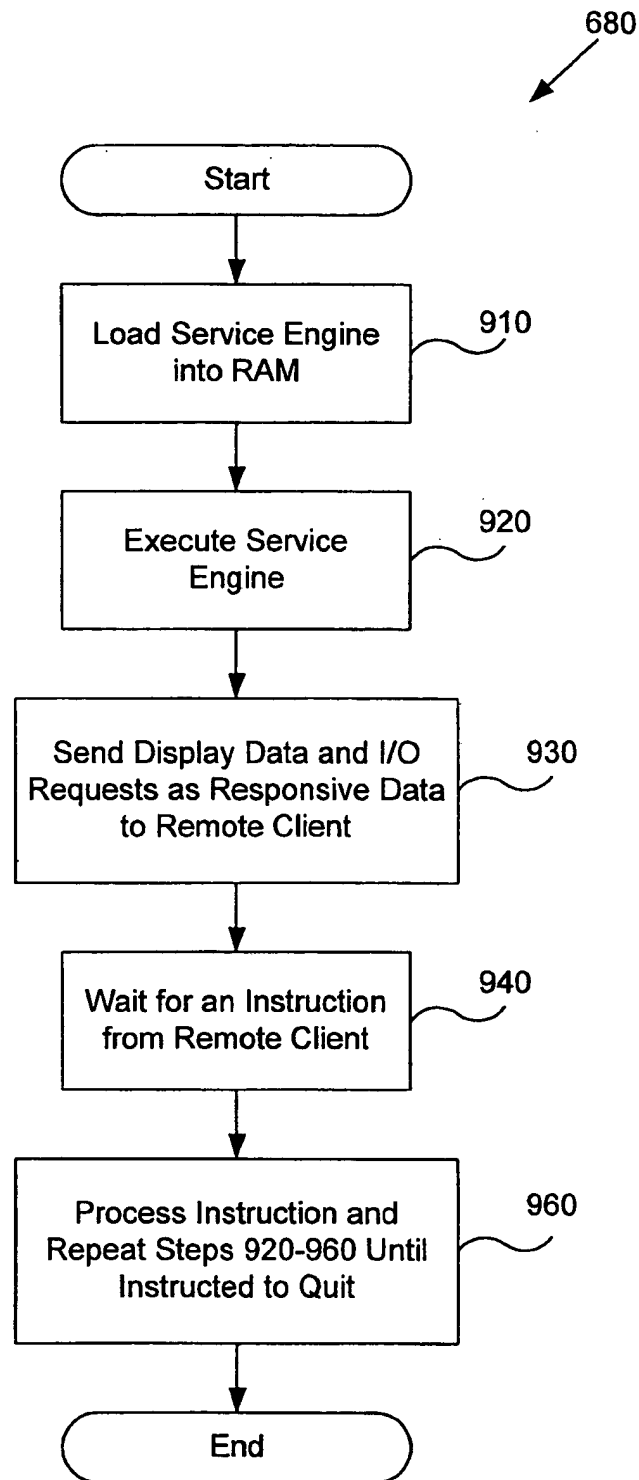 680
Start
Load Service Engine
into RAM
910
Execute Service
Engine
920
Send Display Data and I/O
Requests as Responsive Data
to Remote Client
930
Wait for an Instruction
from Remote Client
940
Process Instruction and
Repeat Steps 920-960 Until
Instructed to Quit
960
End